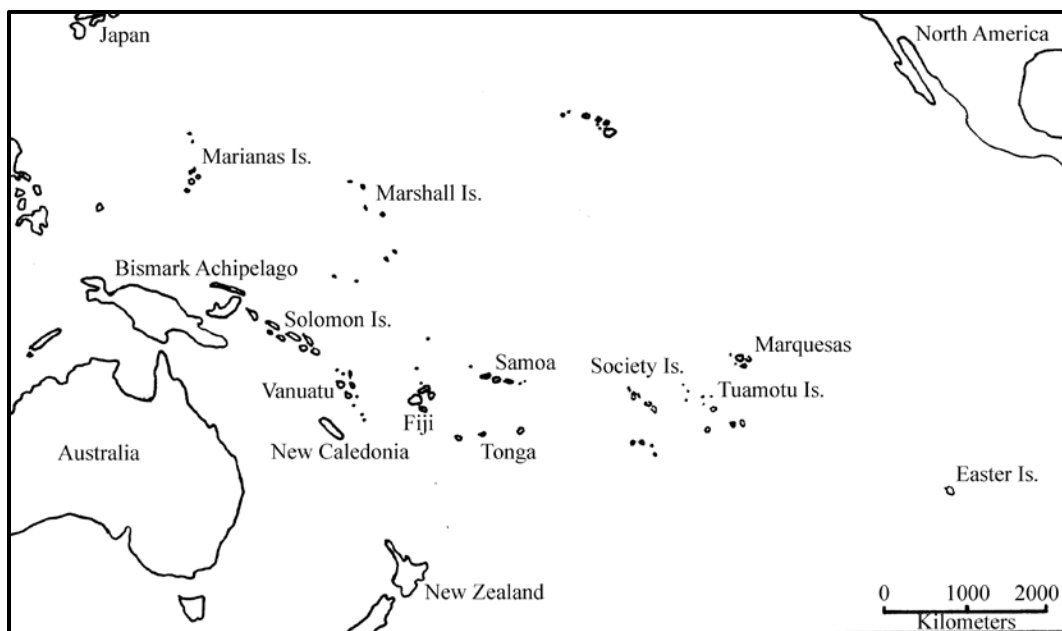 Japan
North America
Marianas Is.
Marshall Is.
Bismark Achipelago
Solomon Is.
Samoa
Society Is.
Marquesas
Vanuatu
Tuamotu Is.
Fiji
New Caledonia
Tonga
Australia
Easter Is.
New Zealand
0 1000 2000
Kilometers